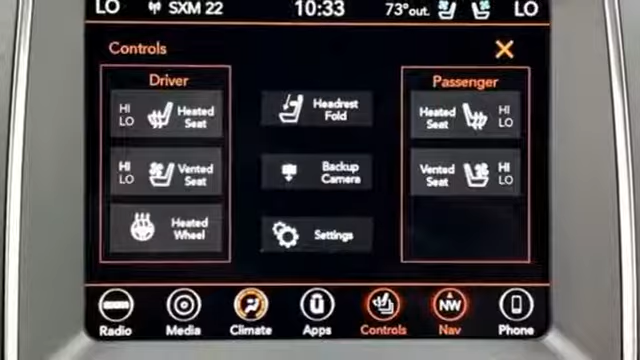 LO SXM 22 10:33 73°out. LO
Controls
Driver
HI
LO
Heated
Seat
HI
LO
Vented
Seat
Heated
Wheel
Headrest
Fold
Backup
Camera
Settings
Passenger
Heated
Seat
HI
LO
Vented
Seat
HI
LO
Radio Media Climate Apps Controls NW Nav Phone